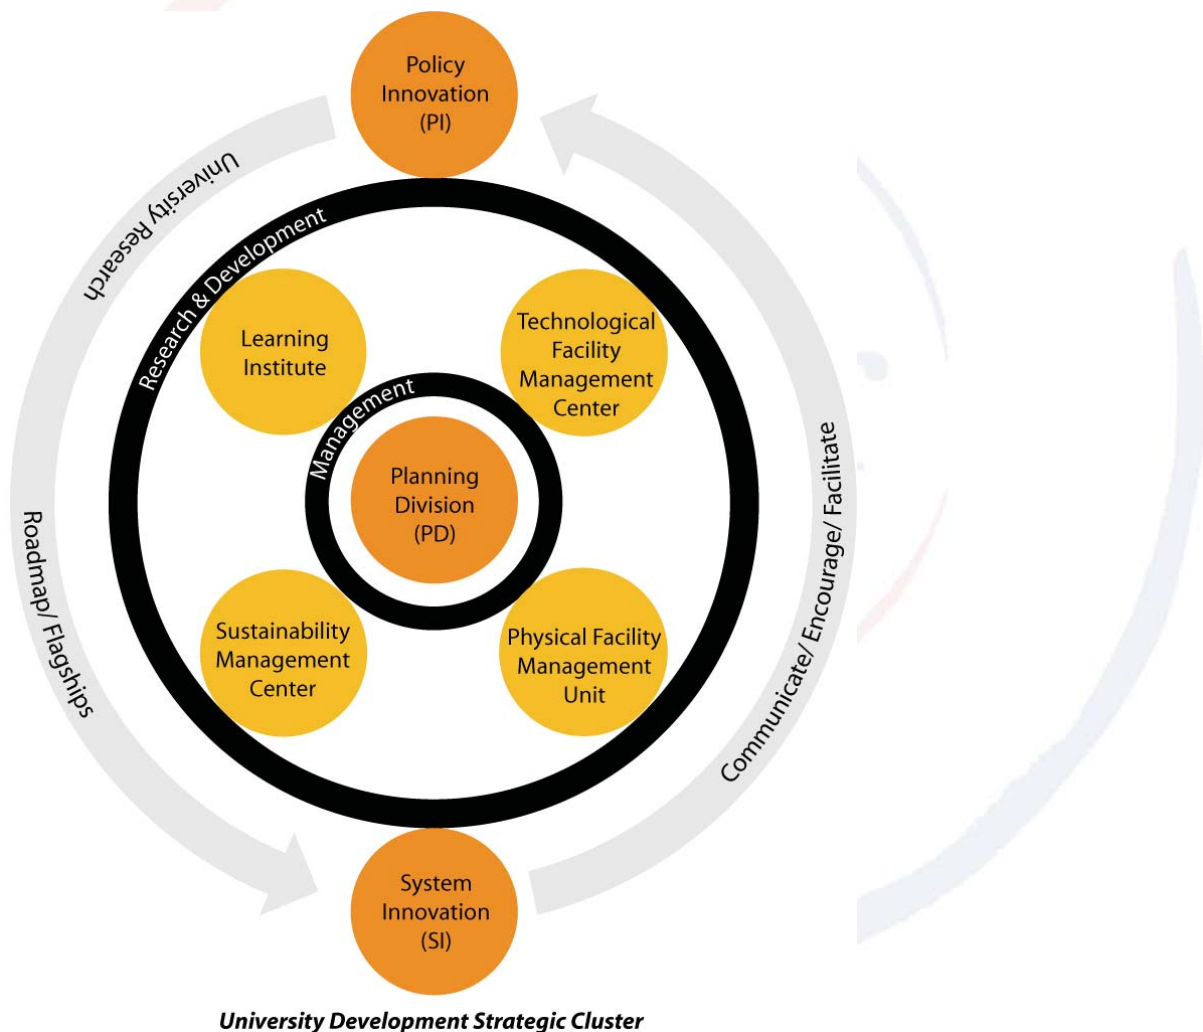 Policy
Innovation
(PI)
University Research
Roadmap/ Flagships
Research & Development
Learning
Institute
Technological
Facility
Management
Center
Management
Planning
Division
(PD)
Sustainability
Management
Center
Physical Facility
Management
Unit
Communicate/ Encourage/ Facilitate
System
Innovation
(SI)
University Development Strategic Cluster